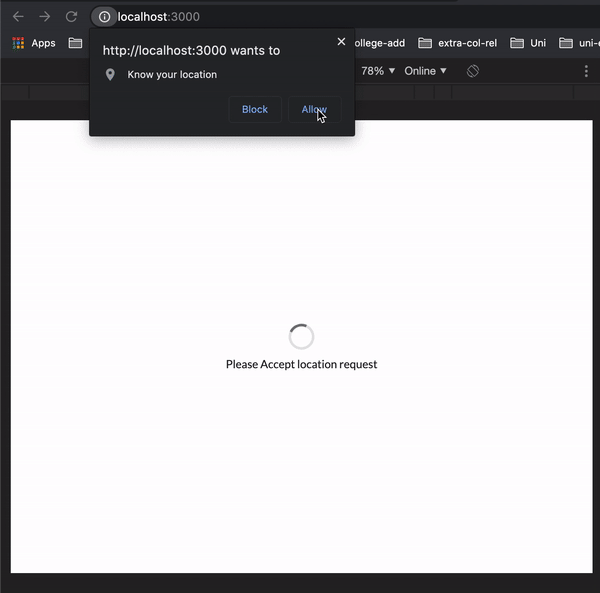 localhost:3000
Apps
ollege-add
extra-col-rel
Uni
uni-e
http://localhost:3000 wants to
Know your location
78% ▼
Online ▼
Block
Allow
Please Accept location request